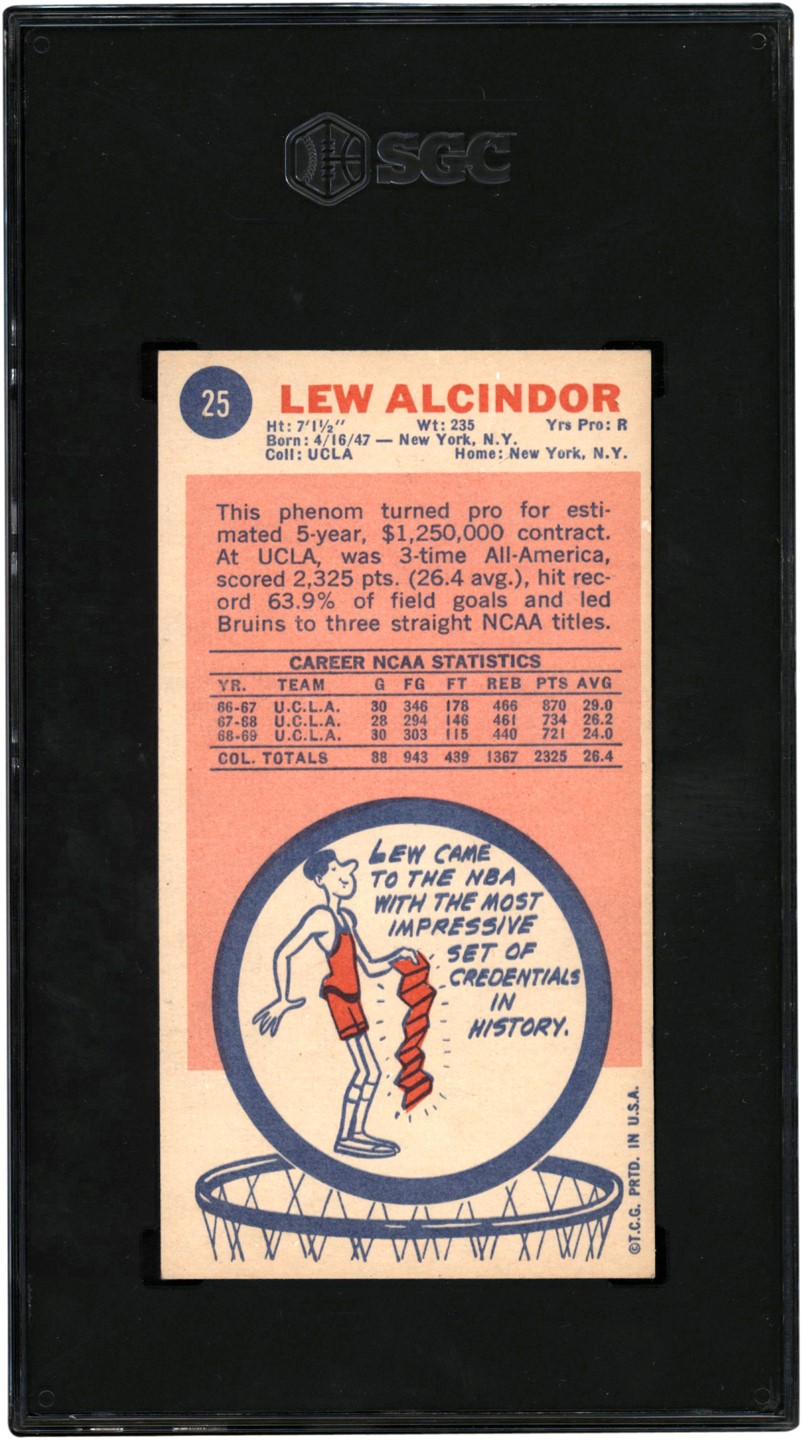 SGC
25
LEW ALCINDOR
Ht: 7'1½" Wt: 235 Yrs Pro: R
Born: 4/16/47 — New York, N.Y.
Coll: UCLA Home: New York, N.Y.
This phenom turned pro for esti-
mated 5-year, $1,250,000 contract.
At UCLA, was 3-time All-America,
scored 2,325 pts. (26.4 avg.), hit rec-
ord 63.9% of field goals and led
Bruins to three straight NCAA titles.
CAREER NCAA STATISTICS
YR. TEAM G FG FT REB PTS AVG
66-67 U.C.L.A. 30 346 178 466 870 29.0
67-68 U.C.L.A. 28 294 146 461 734 26.2
68-69 U.C.L.A. 30 303 115 440 721 24.0
COL. TOTALS 88 943 439 1367 2325 26.4
LEW CAME
TO THE NBA
WITH THE MOST
IMPRESSIVE
SET OF
CREDENTIALS
IN
HISTORY.
©T.C.G. PRTD. IN U.S.A.